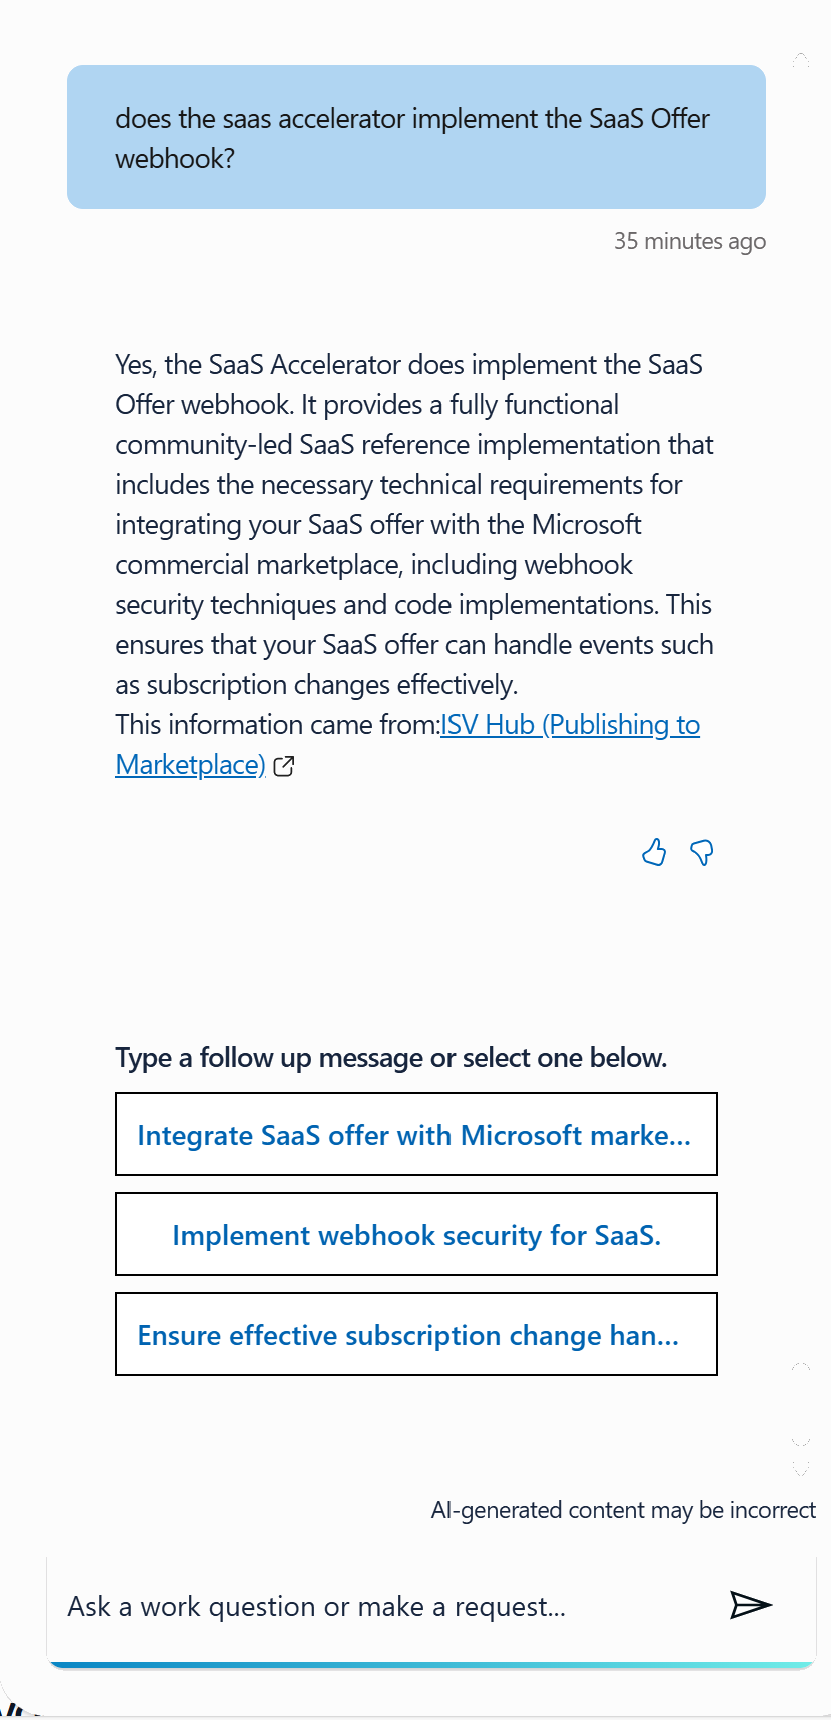 does the saas accelerator implement the SaaS Offer
webhook?
35 minutes ago
Yes, the SaaS Accelerator does implement the SaaS
Offer webhook. It provides a fully functional
community-led SaaS reference implementation that
includes the necessary technical requirements for
integrating your SaaS offer with the Microsoft
commercial marketplace, including webhook
security techniques and code implementations. This
ensures that your SaaS offer can handle events such
as subscription changes effectively.
This information came from:ISV Hub (Publishing to
Marketplace)
Type a follow up message or select one below.
Integrate SaaS offer with Microsoft marke...
Implement webhook security for SaaS.
Ensure effective subscription change han...
AI-generated content may be incorrect
Ask a work question or make a request...